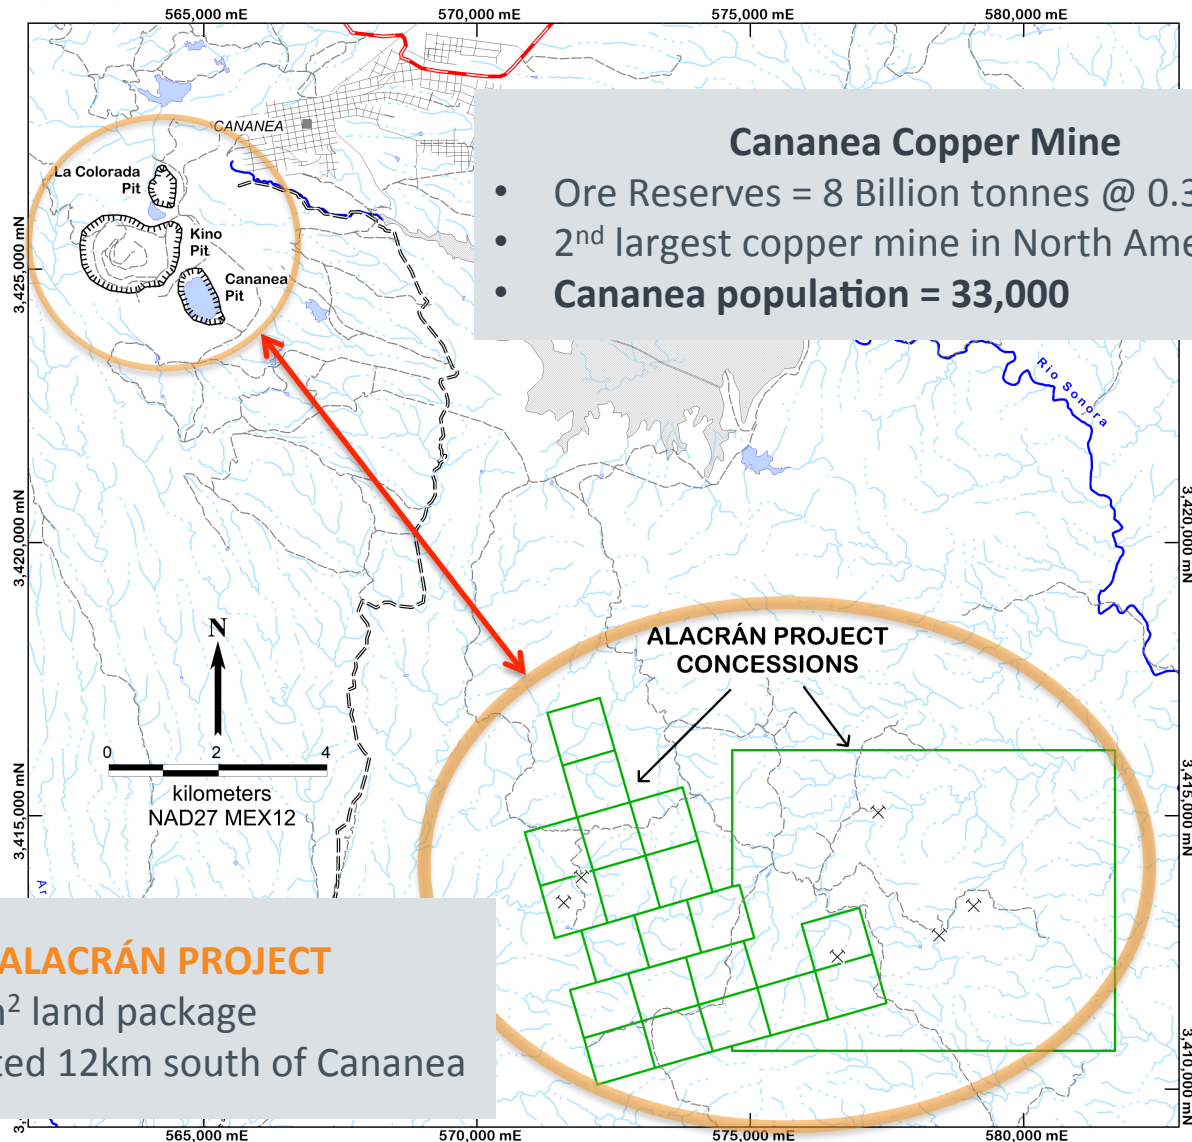 565,000 mE
570,000 mE
575,000 mE
580,000 mE
CANANEA
La Colorada
Pit
Kino
Pit
Cananea
Pit
Cananea Copper Mine
• Ore Reserves = 8 Billion tonnes @ 0.3
• 2nd largest copper mine in North Ame
• Cananea population = 33,000
3,425,000 mN
Rio Sonora
3,420,000 mN
3,420,000 mN
N
0 2 4
kilometers
NAD27 MEX12
ALACRÁN PROJECT
CONCESSIONS
3,415,000 mN
3,415,000 mN
Ar
ALACRÁN PROJECT
m² land package
ted 12km south of Cananea
3,410,000 mN
3,
565,000 mE
570,000 mE
575,000 mE
580,000 mE